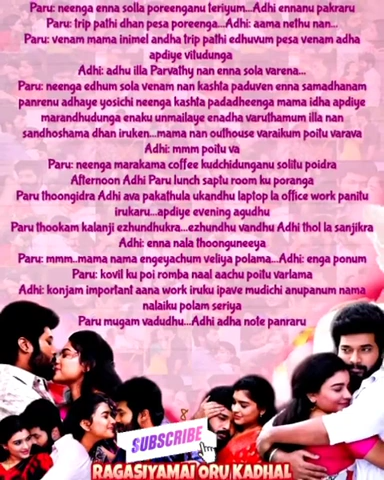 Paru: neenga enna solla poreenganu teriyum...Adhi ennanu pakraru
Paru: trip pathi dhan pesa poreenga...Adhi: aama nethu nan...
Paru: venam mama inimel andha trip pathi edhuvum pesa venam adha
apdiye vitudunga
Adhi: adhu illa Parvathy nan enna sola varena...
Paru: neenga edhum sola venam nan kashta paduven enna samadhanam
panrenu adhaye yosichi neenga kashta padadheenga mama idha apdiye
marandhudunga enaku unmailaye enadha varuthamum illa nan
sandhoshama dhan iruken...mama nan outhouse varaikum poitu varava
Adhi: mmm poitu va
Paru: neenga marakama coffee kudchidunganu solitu poidra
Afternoon Adhi Paru lunch saptu room ku poranga
Paru thoongidra Adhi ava pakathula ukandhu laptop la office work panitu
irukaru...apdiye evening agudhu
Paru thookam kalanji ezhundhukra...ezhundhu vandhu Adhi thol la sanjikra
Adhi: enna nala thoonguneeya
Paru: mmm..mama nama engeyachum veliya polama...Adhi: enga ponum
Paru: kovil ku poi romba naal aachu poitu varlama
Adhi: konjam important aana work iruku ipave mudichi anupanum nama
nalaiku polam seriya
Paru mugam vadudhu...Adhi adha note panraru
SUBSCRIBE
RAGASIYAMAI ORU KADHAL